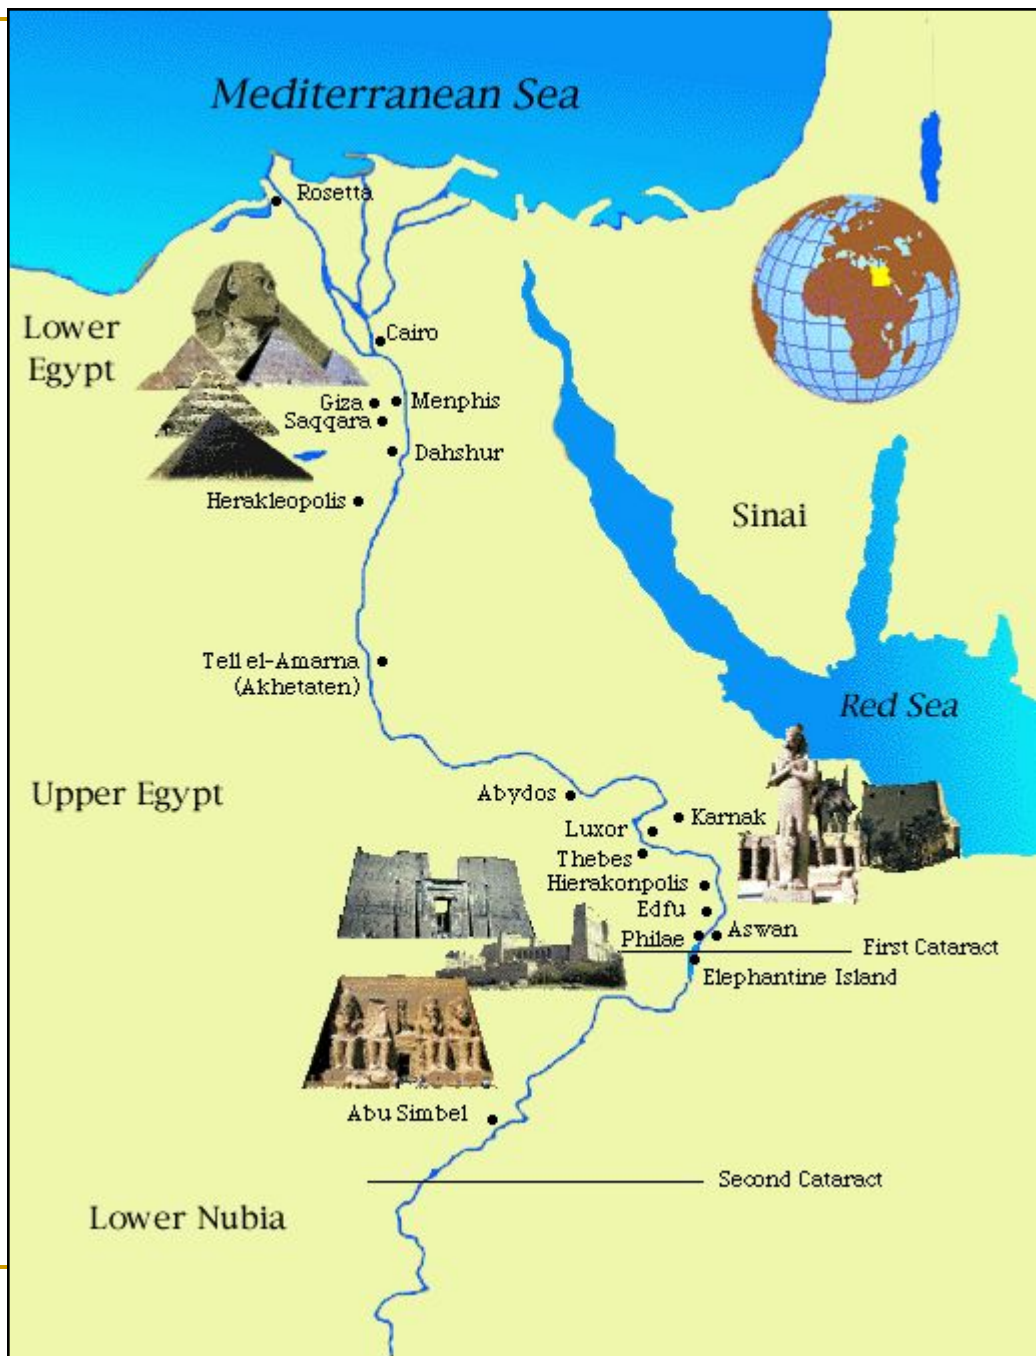 Mediterranean Sea
Rosetta
Lower
Egypt
Cairo
Giza
Menphis
Saqqara
Dahshur
Herakleopolis
Sinai
Tell el-Amarna
(Akhetaten)
Red Sea
Upper Egypt
Abydos
Karnak
Luxor
Thebes
Hierakonpolis
Edfu
Philae
Aswan
First Cataract
Elephantine Island
Abu Simbel
Second Cataract
Lower Nubia